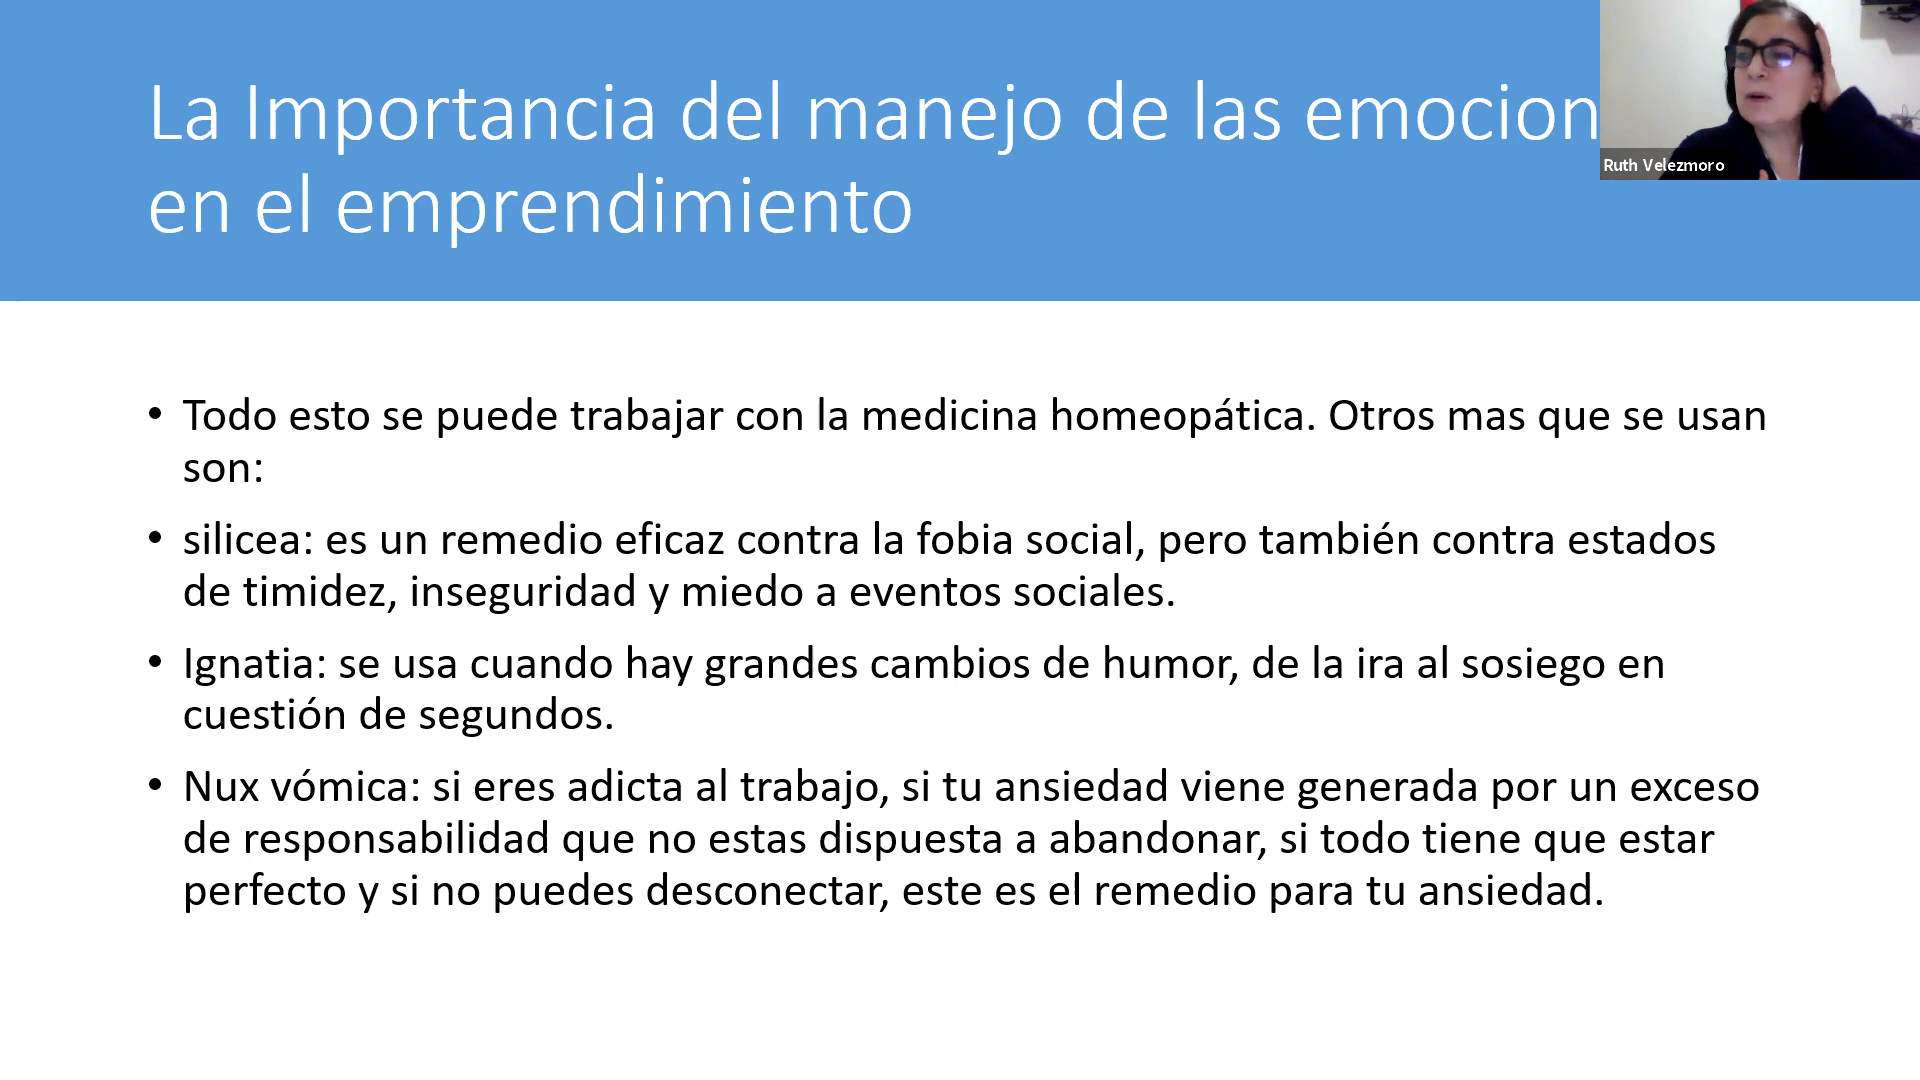 La Importancia del manejo de las emocion
en el emprendimiento
Ruth Velezmoro
• Todo esto se puede trabajar con la medicina homeopática. Otros mas que se usan
son:
• silicea: es un remedio eficaz contra la fobia social, pero también contra estados
de timidez, inseguridad y miedo a eventos sociales.
• Ignatia: se usa cuando hay grandes cambios de humor, de la ira al sosiego en
cuestión de segundos.
• Nux vómica: si eres adicta al trabajo, si tu ansiedad viene generada por un exceso
de responsabilidad que no estas dispuesta a abandonar, si todo tiene que estar
perfecto y si no puedes desconectar, este es el remedio para tu ansiedad.